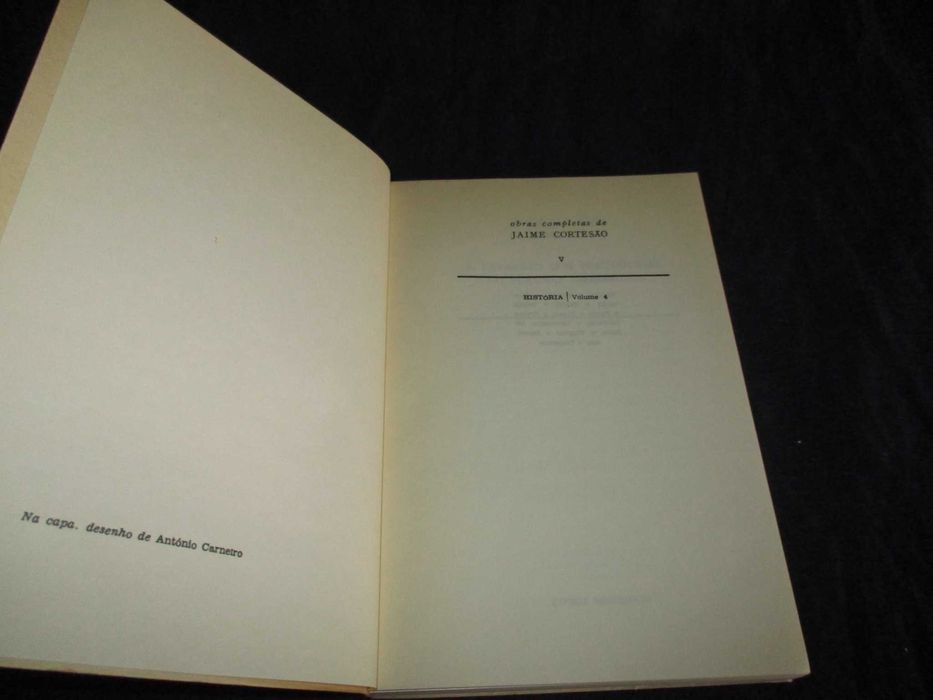 Na capa. desenho de António Carneiro
obras completas de
JAIME CORTESÃO
V
HISTÓRIA | Volume 4